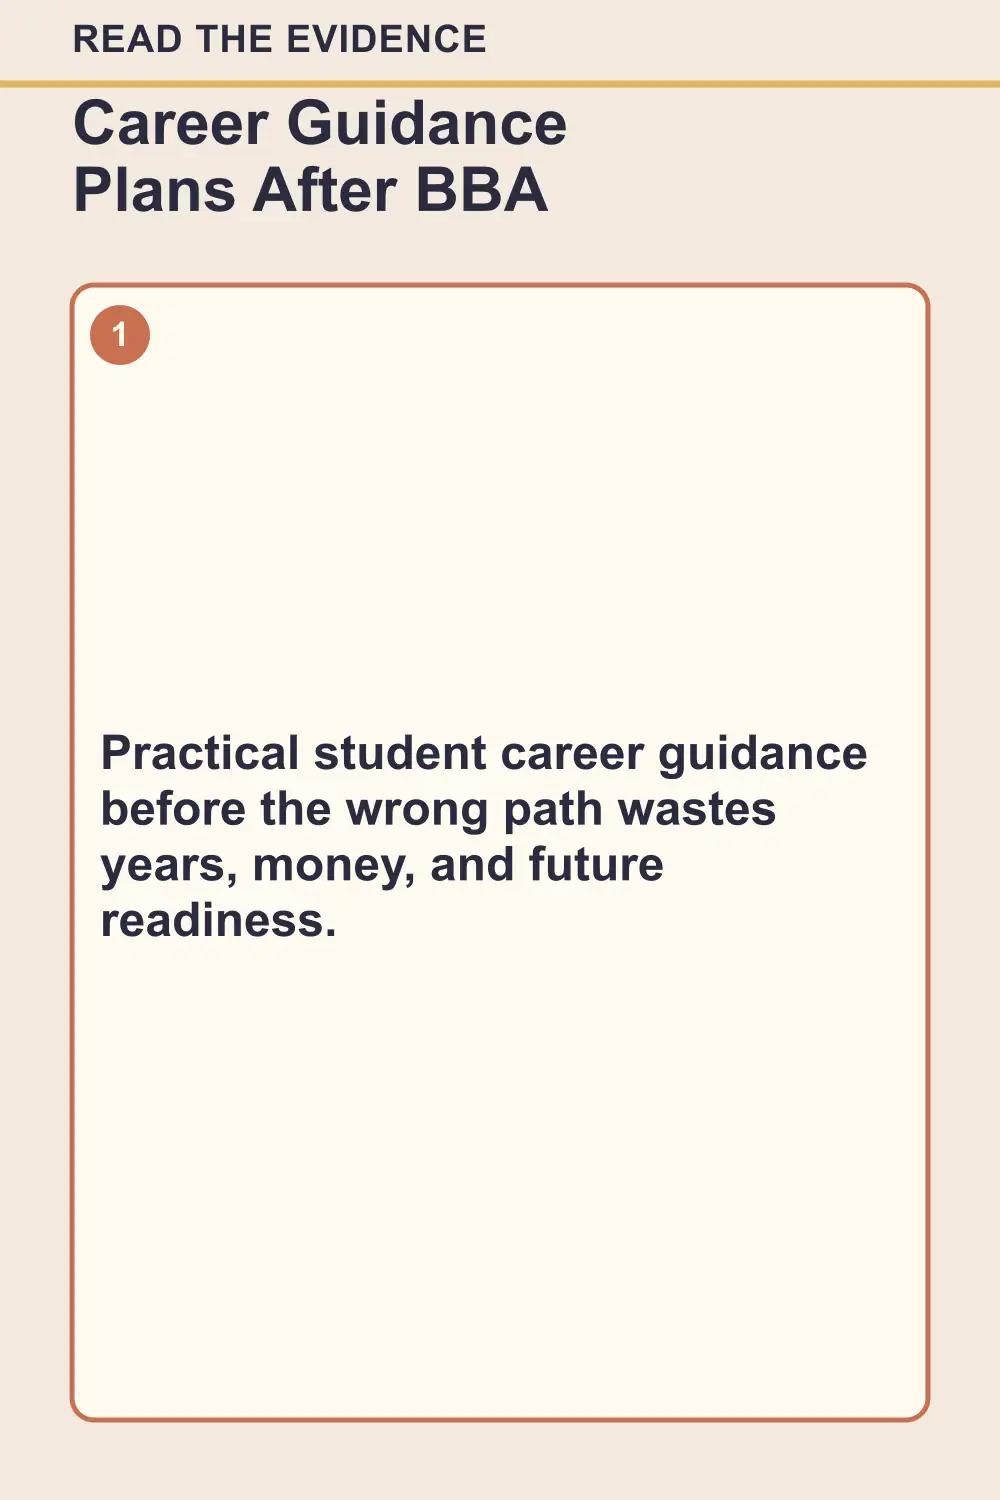 READ THE EVIDENCE
Career Guidance
Plans After BBA
1
Practical student career guidance
before the wrong path wastes
years, money, and future
readiness.